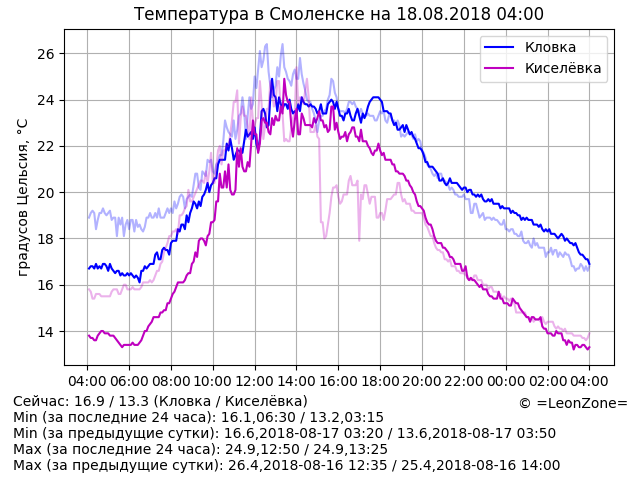 Температура в Смоленске на 18.08.2018 04:00
Кловка
Киселёвка
градусов Цельсия, °C
26
24
22
20
18
16
14
04:00 06:00 08:00 10:00 12:00 14:00 16:00 18:00 20:00 22:00 00:00 02:00 04:00
Сейчас: 16.9 / 13.3 (Кловка / Киселёвка)
© =LeonZone=
Min (за последние 24 часа): 16.1,06:30 / 13.2,03:15
Min (за предыдущие сутки): 16.6,2018-08-17 03:20 / 13.6,2018-08-17 03:50
Max (за последние 24 часа): 24.9,12:50 / 24.9,13:25
Max (за предыдущие сутки): 26.4,2018-08-16 12:35 / 25.4,2018-08-16 14:00